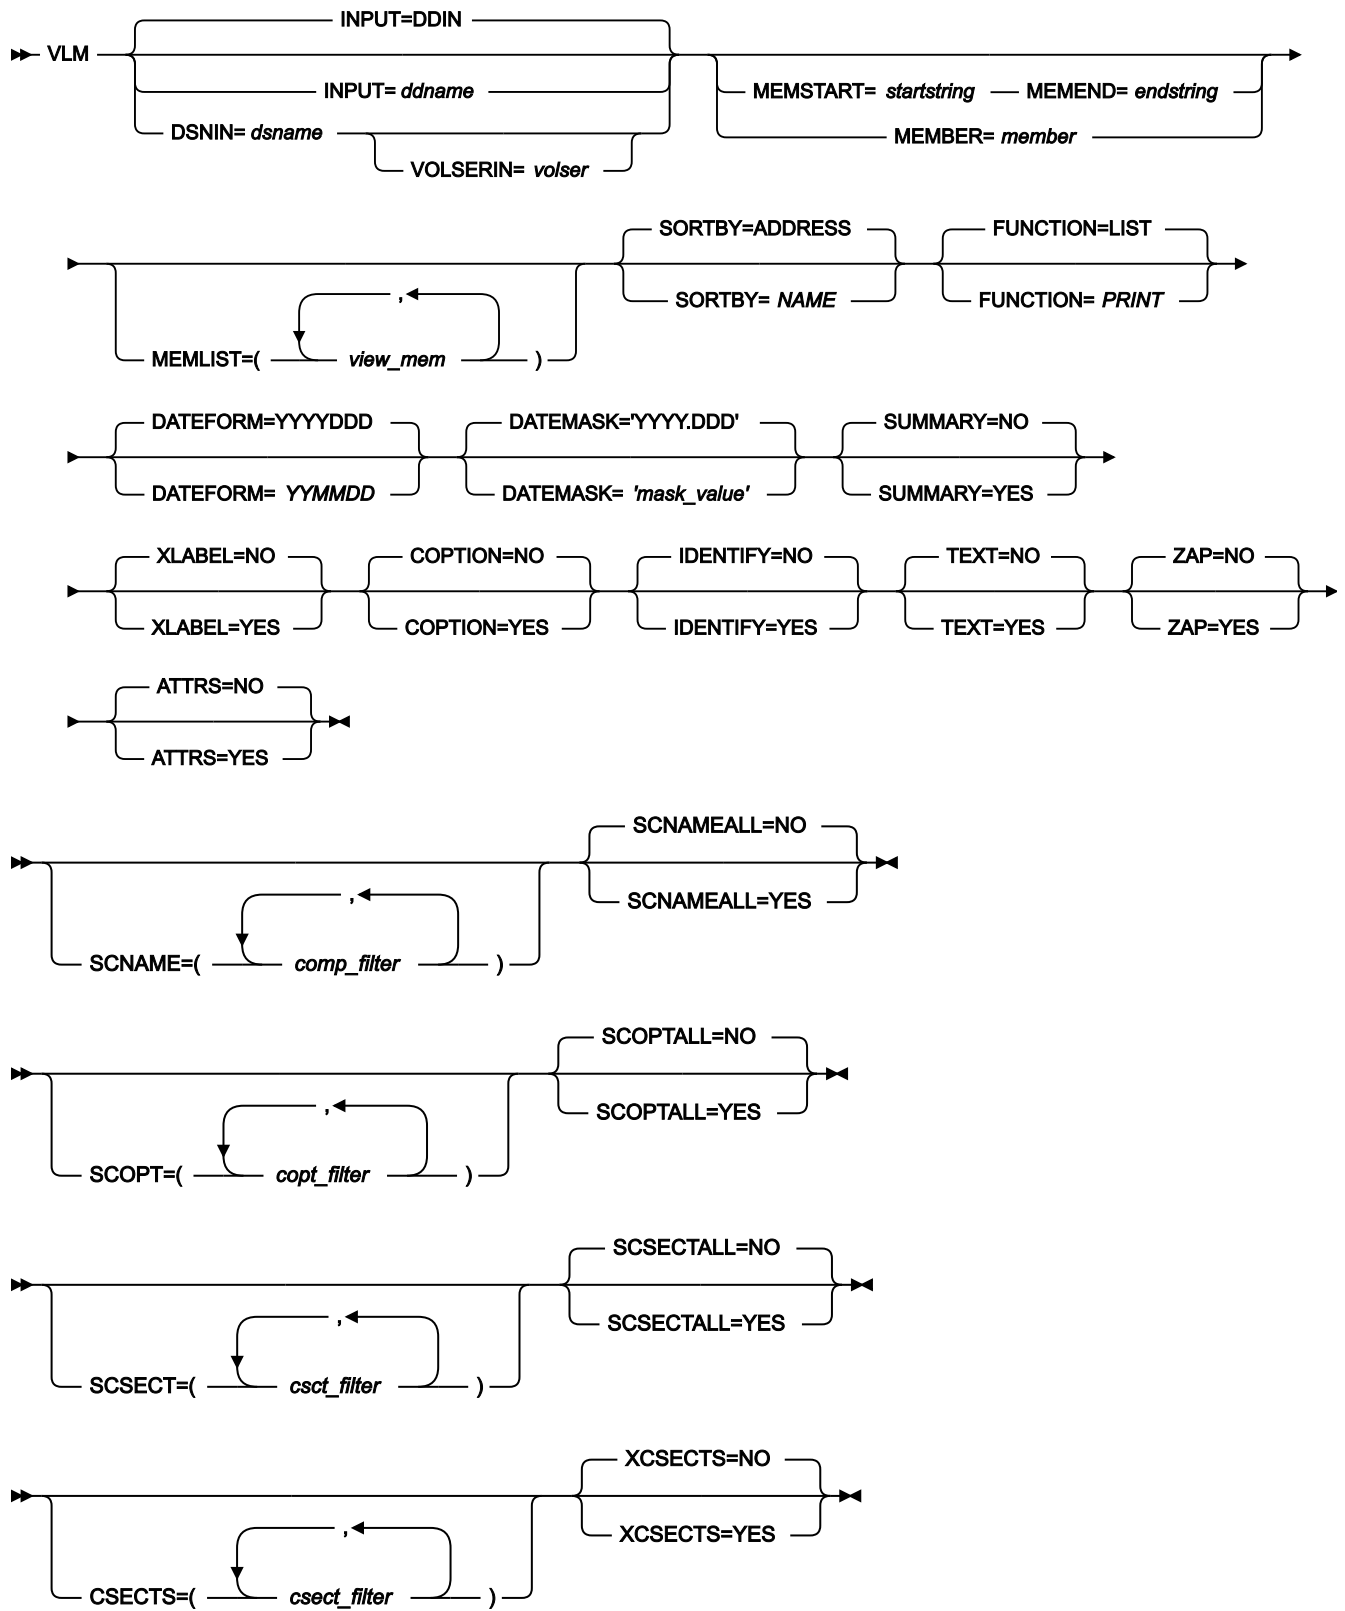 INPUT=DDIN
VLM
INPUT= ddname
MEMSTART= startstring MEMEND= endstring
DSNIN= dsname
MEMBER= member
VOLSERIN= volser
SORTBY=ADDRESS FUNCTION=LIST
SORTBY= NAME FUNCTION= PRINT
,
MEMLIST=( view_mem )
DATEFORM=YYYYDDD DATEMASK='YYYY.DDD' SUMMARY=NO
DATEFORM= YYMMDD DATEMASK= 'mask_value' SUMMARY=YES
XLABEL=NO COPTION=NO IDENTIFY=NO TEXT=NO ZAP=NO
XLABEL=YES COPTION=YES IDENTIFY=YES TEXT=YES ZAP=YES
ATTRS=NO
ATTRS=YES
SCNAMEALL=NO
, SCNAMEALL=YES
SCNAME=( comp_filter )
SCOPTALL=NO
, SCOPTALL=YES
SCOPT=( copt_filter )
SCSECTALL=NO
, SCSECTALL=YES
SCSECT=( csct_filter )
XCSECTS=NO
, XCSECTS=YES
CSECTS=( csect_filter )